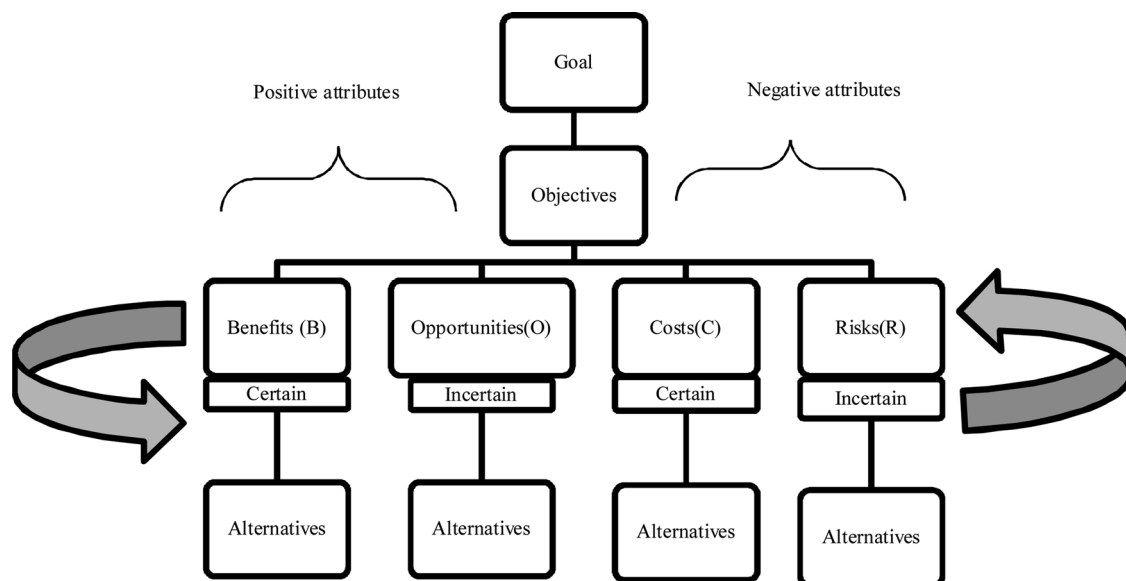 Goal
Positive attributes
Negative attributes
Objectives
Benefits (B)
Opportunities(O)
Costs(C)
Risks(R)
Certain
Incertain
Certain
Incertain
Alternatives
Alternatives
Alternatives
Alternatives